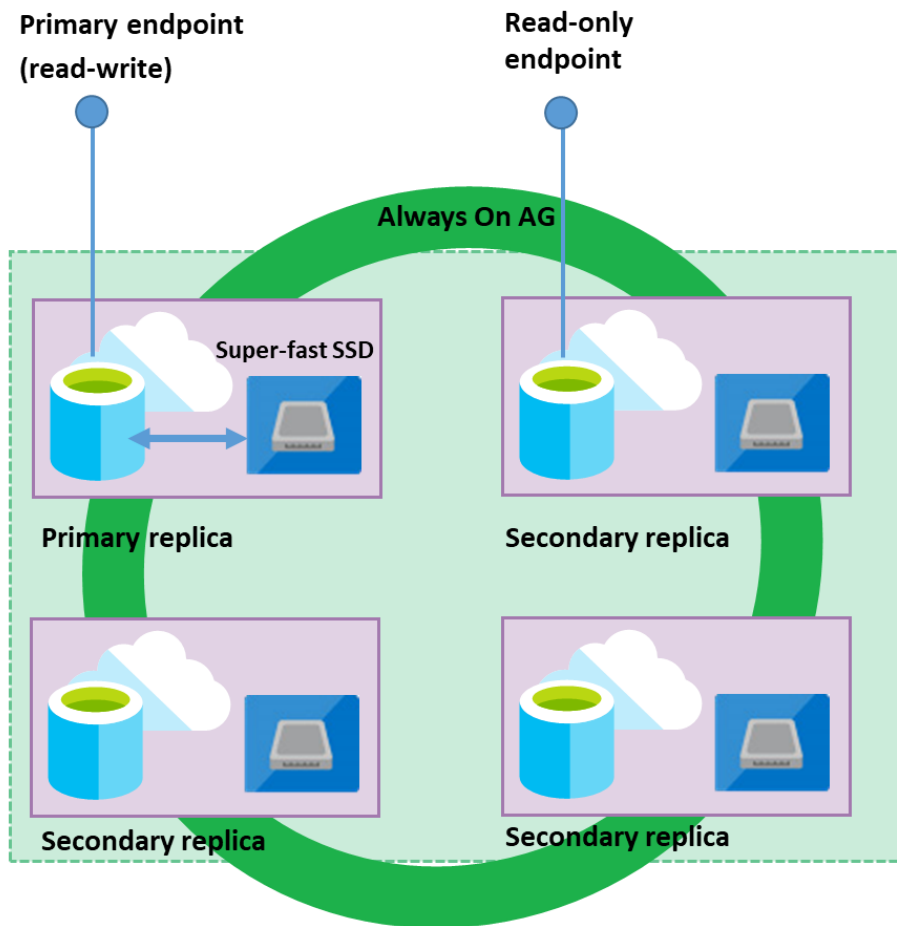 Primary endpoint
(read-write)
Read-only
endpoint
Always On AG
Super-fast SSD
Primary replica
Secondary replica
Secondary replica
Secondary replica